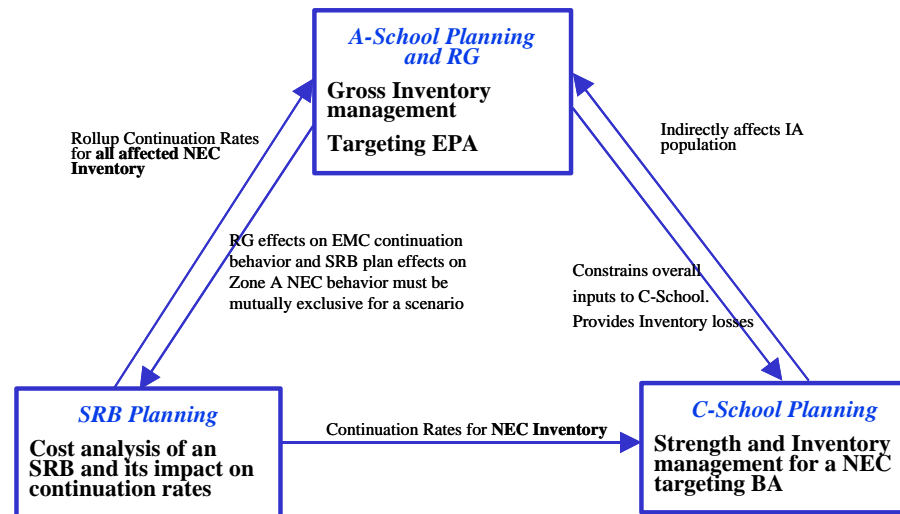 A-School Planning
and RG
Gross Inventory
management
Targeting EPA
Rollup Continuation Rates
for all affected NEC
Inventory
Indirectly affects IA
population
RG effects on EMC continuation
behavior and SRB plan effects on
Zone A NEC behavior must be
mutually exclusive for a scenario
Constrains overall
inputs to C-School.
Provides Inventory losses
SRB Planning
Cost analysis of an
SRB and its impact on
continuation rates
Continuation Rates for NEC Inventory
C-School Planning
Strength and Inventory
management for a NEC
targeting BA